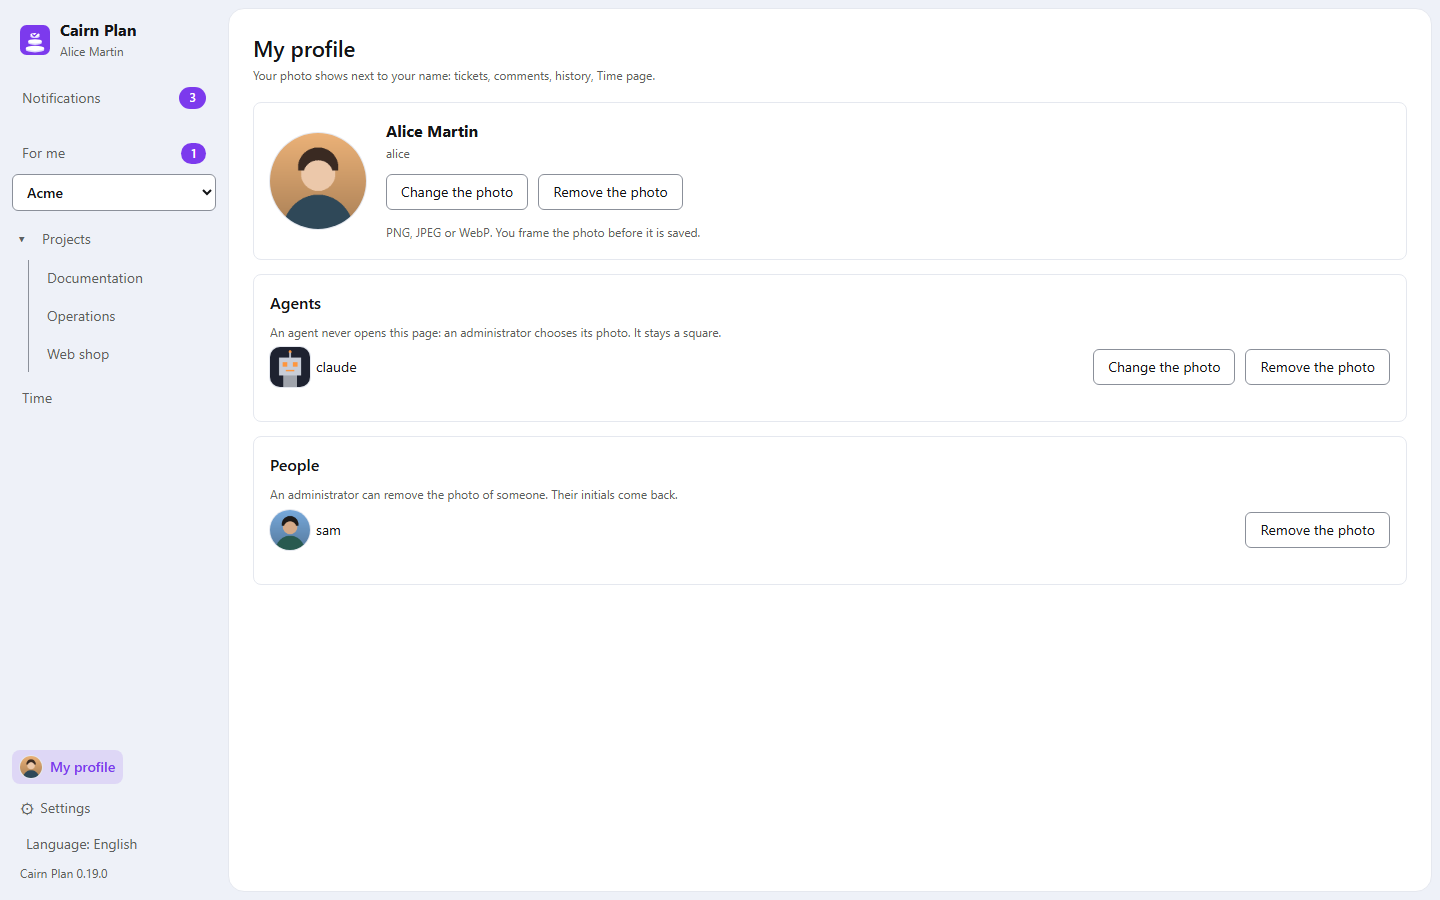 Cairn Plan
Alice Martin
Notifications 3
For me 1
Acme
Projects
Documentation
Operations
Web shop
Time
My profile
Settings
Language: English
Cairn Plan 0.19.0
My profile
Your photo shows next to your name: tickets, comments, history, Time page.
Alice Martin
alice
Change the photo Remove the photo
PNG, JPEG or WebP. You frame the photo before it is saved.
Agents
An agent never opens this page: an administrator chooses its photo. It stays a square.
claude Change the photo Remove the photo
People
An administrator can remove the photo of someone. Their initials come back.
sam Remove the photo